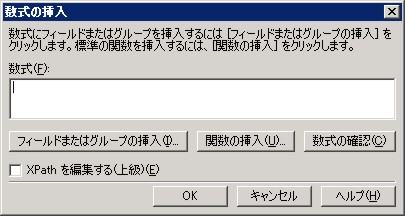 数式の挿入
数式にフィールドまたはグループを挿入するには [フィールドまたはグループの挿入] を
クリックします。標準の関数を挿入するには、[関数の挿入] をクリックします。
数式(F):
フィールドまたはグループの挿入(I)... 関数の挿入(U)... 数式の確認(C)
XPath を編集する(上級)(E)
OK キャンセル ヘルプ(H)